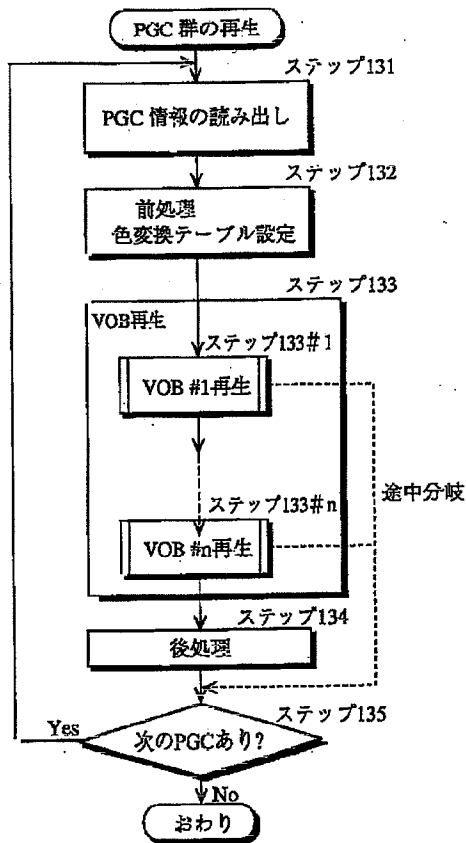 PGC 群の再生
ステップ131
PGC 情報の読み出し
ステップ132
前処理
色変換テーブル設定
ステップ133
VOB再生
ステップ133#1
VOB #1再生
途中分岐
ステップ133#n
VOB #n再生
ステップ134
後処理
ステップ135
Yes
次のPGCあり?
No
おわり